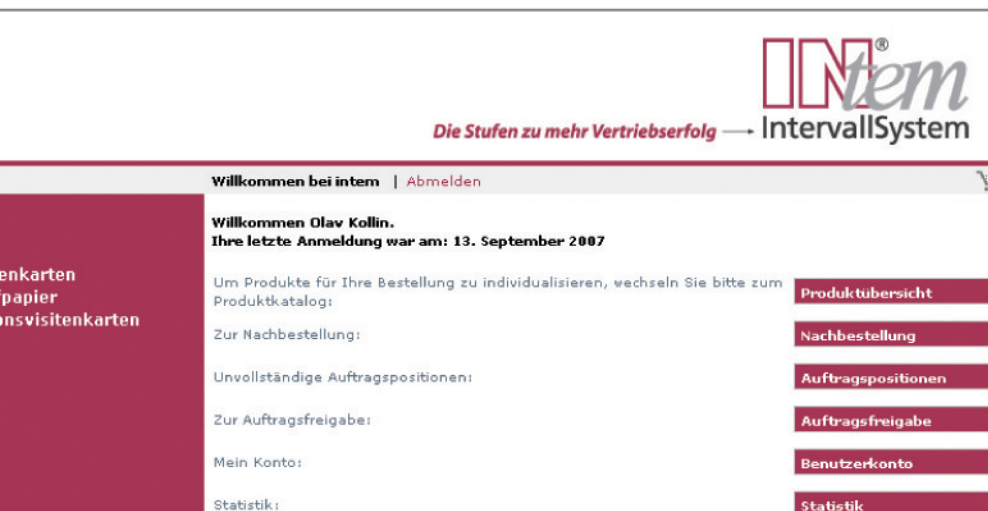 INtem®
Die Stufen zu mehr Vertriebserfolg → IntervallSystem
Willkommen bei intem | Abmelden
Willkommen Olav Kollin.
Ihre letzte Anmeldung war am: 13. September 2007
enkarten
fpapier
onsvisitenkarten
Um Produkte für Ihre Bestellung zu individualisieren, wechseln Sie bitte zum
Produktkatalog:
Produktübersicht
Zur Nachbestellung:
Nachbestellung
Unvollständige Auftragspositionen:
Auftragspositionen
Zur Auftragsfreigabe:
Auftragsfreigabe
Mein Konto:
Benutzerkonto
Statistik:
Statistik